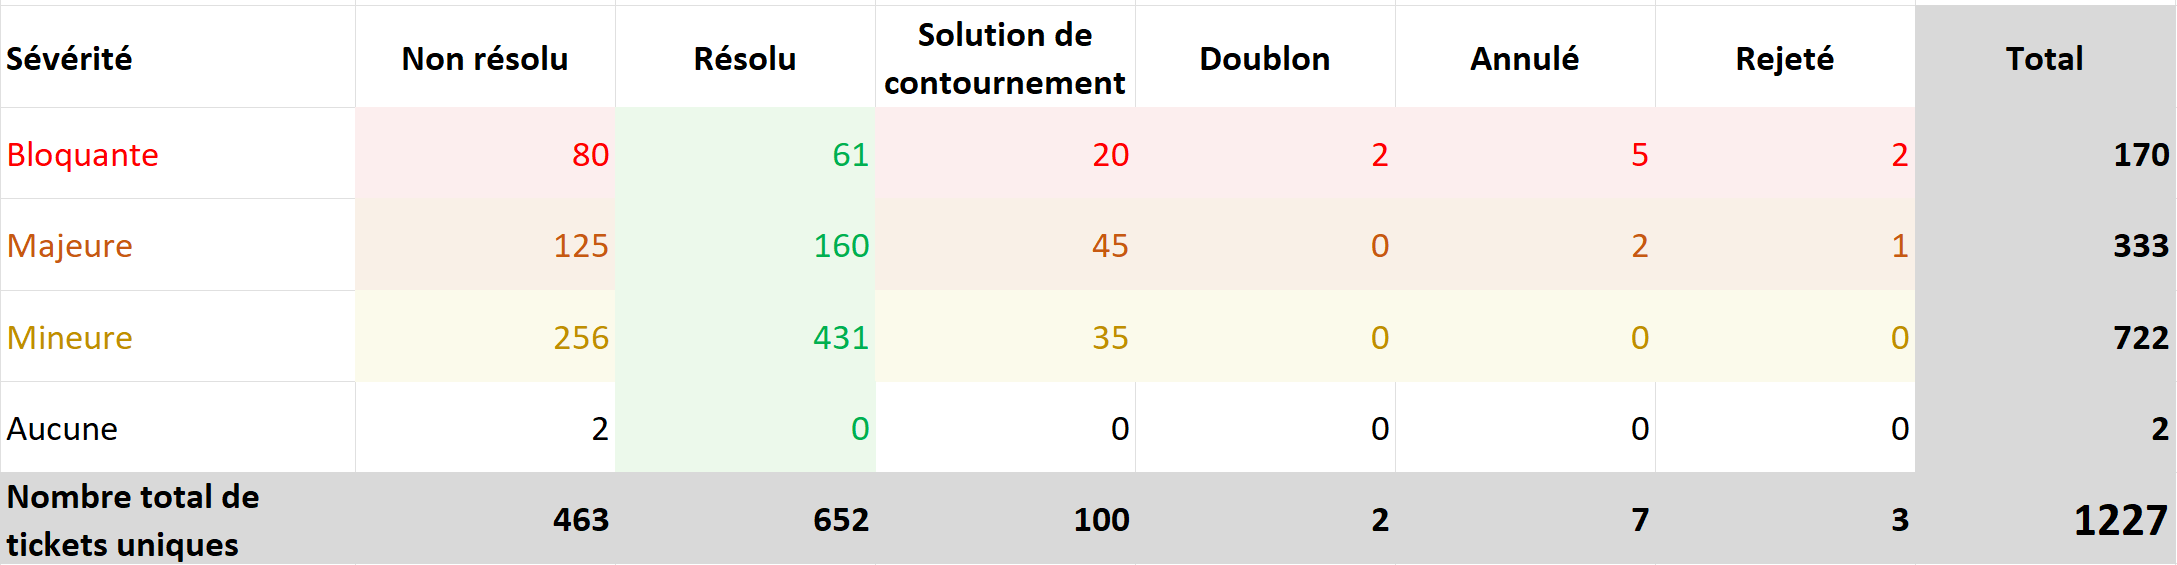 Sévérité Non résolu Résolu Solution de contournement Doublon Annulé Rejeté Total
Bloquante 80 61 20 2 5 2 170
Majeure 125 160 45 0 2 1 333
Mineure 256 431 35 0 0 0 722
Aucune 2 0 0 0 0 0 2
Nombre total de tickets uniques 463 652 100 2 7 3 1227